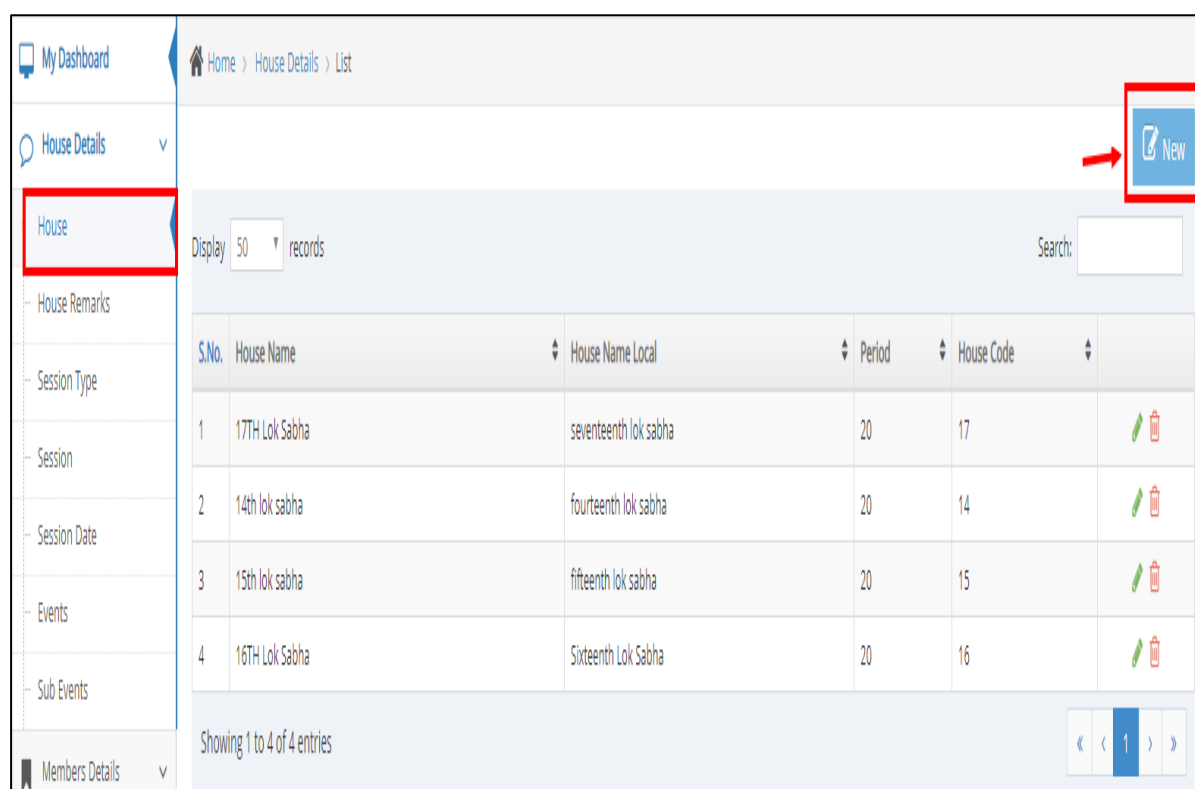 My Dashboard
Home > House Details > List
House Details
New
House
Display 50 records
Search:
House Remarks
S.No. House Name House Name Local Period House Code
Session Type
1 17TH Lok Sabha seventeenth lok sabha 20 17
Session
2 14th lok sabha fourteenth lok sabha 20 14
Session Date
3 15th lok sabha fifteenth lok sabha 20 15
Events
4 16TH Lok Sabha Sixteenth Lok Sabha 20 16
Sub Events
Showing 1 to 4 of 4 entries
« < 1 > »
Members Details